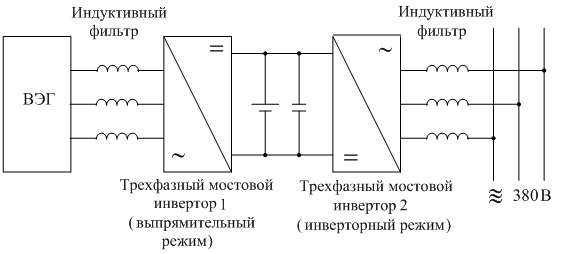 Индуктивный
фильтр
Индуктивный
фильтр
ВЭГ
=
~
~
=
Трехфазный мостовой
инвертор 1
( выпрямительный
режим)
Трехфазный мостовой
инвертор 2
( инверторный режим)
≋ 380 В